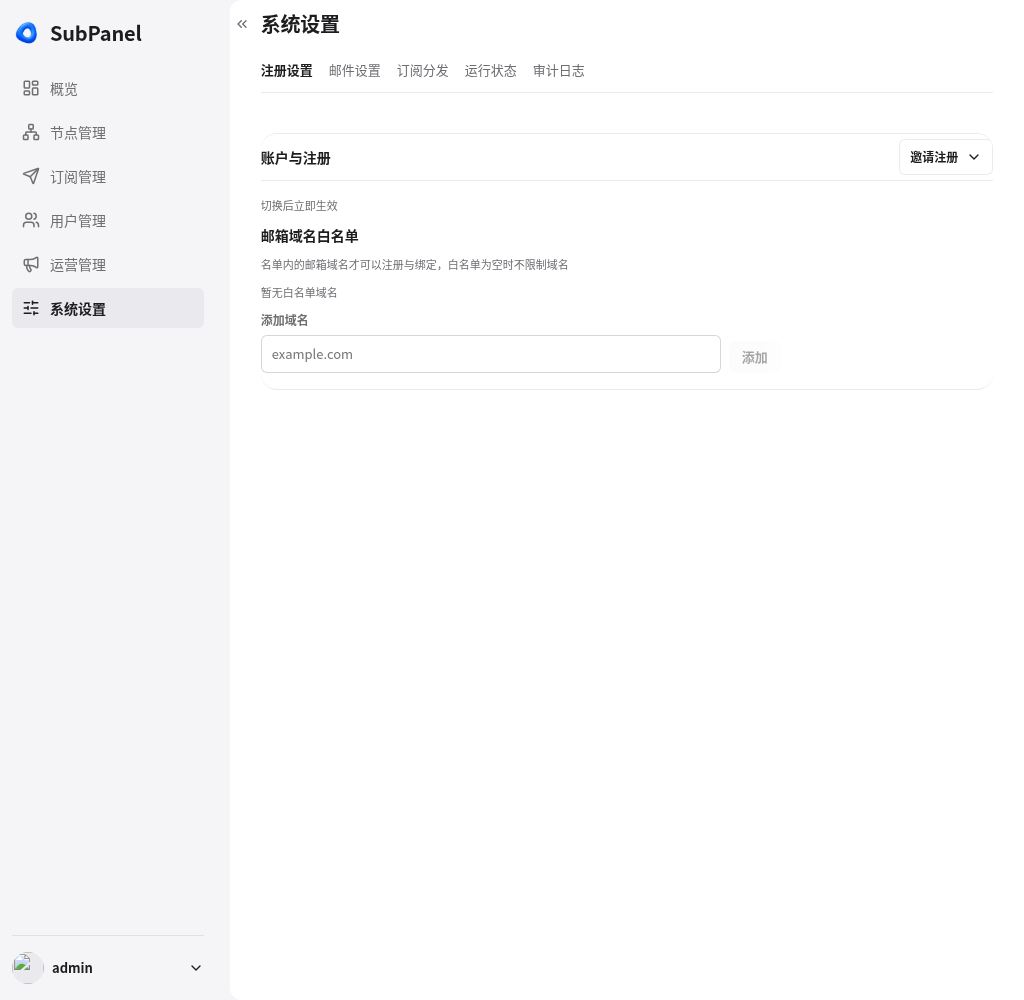 SubPanel
概览
节点管理
订阅管理
用户管理
运营管理
系统设置
admin
系统设置
注册设置 邮件设置 订阅分发 运行状态 审计日志
账户与注册 邀请注册
切换后立即生效
邮箱域名白名单
名单内的邮箱域名才可以注册与绑定，白名单为空时不限制域名
暂无白名单域名
添加域名
example.com 添加